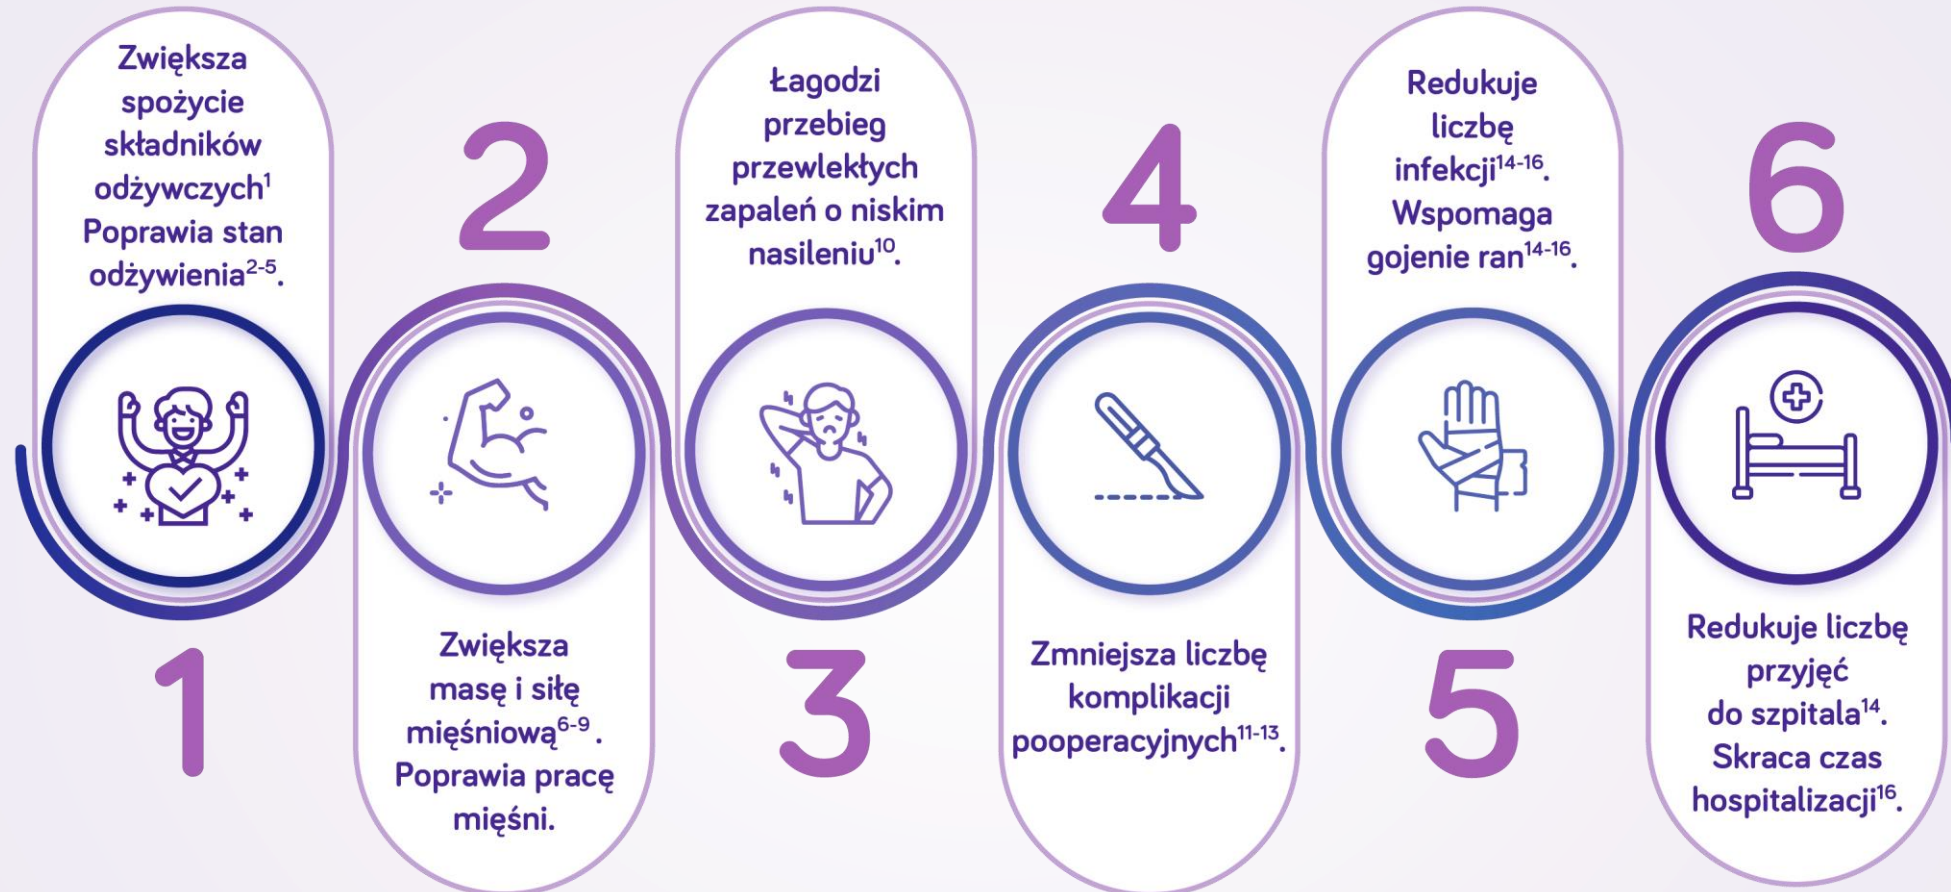 Zwiększa
spożycie
składników
odżywczych¹
Poprawia stan
odżywienia²⁻⁵.
1
2
Zwiększa
masę i siłę
mięśniową⁶⁻⁹ .
Poprawia pracę
mięśni.
Łagodzi
przebieg
przewlekłych
zapaleń o niskim
nasileniu¹⁰.
3
4
Zmniejsza liczbę
komplikacji
pooperacyjnych¹¹⁻¹³.
Redukuje
liczbę
infekcji¹⁴⁻¹⁶.
Wspomaga
gojenie ran¹⁴⁻¹⁶.
5
6
Redukuje liczbę
przyjęć
do szpitala¹⁴.
Skraca czas
hospitalizacji¹⁶.